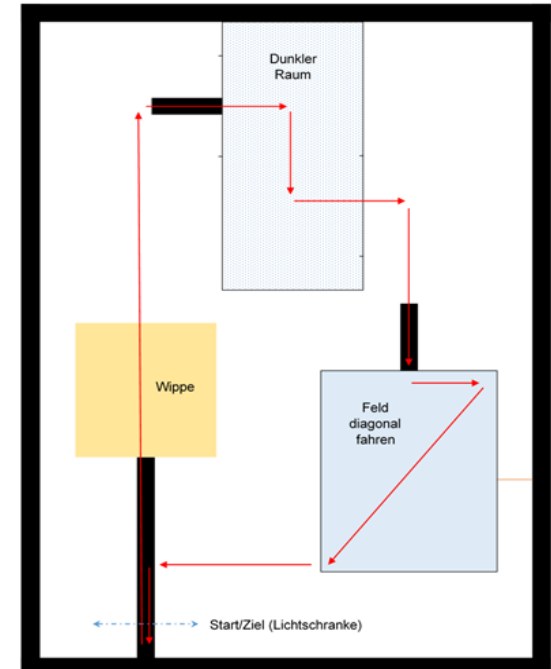 Dunkler
Raum
Wippe
Feld
diagonal
fahren
Start/Ziel (Lichtschranke)